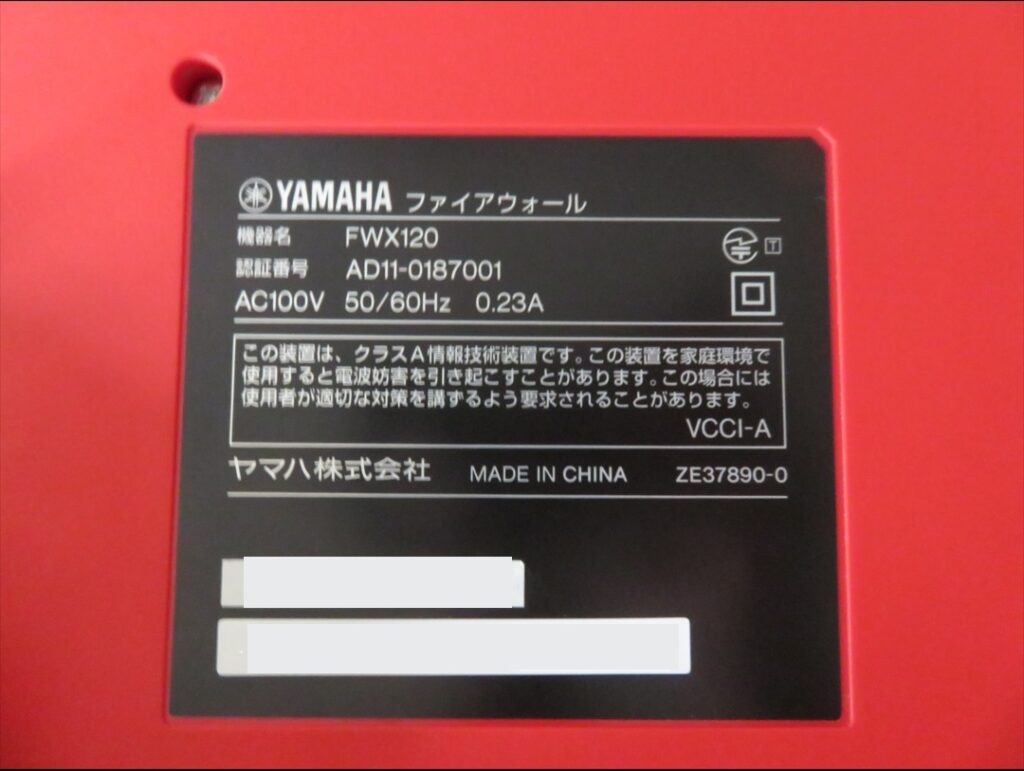 YAMAHA ファイアウォール
機器名 FWX120
認証番号 AD11-0187001
T
AC100V 50/60Hz 0.23A
この装置は、クラスA情報技術装置です。この装置を家庭環境で
使用すると電波妨害を引き起こすことがあります。この場合には
使用者が適切な対策を講ずるよう要求されることがあります。
VCCI-A
ヤマハ株式会社 MADE IN CHINA ZE37890-0